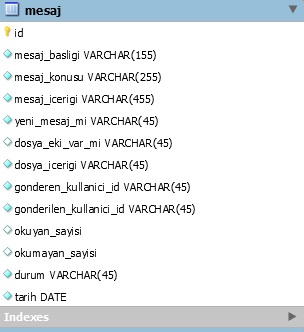 mesaj
id
mesaj_basligi VARCHAR(155)
mesaj_konusu VARCHAR(255)
mesaj_icerigi VARCHAR(455)
yeni_mesaj_mi VARCHAR(45)
dosya_eki_var_mi VARCHAR(45)
dosya_icerigi VARCHAR(45)
gonderen_kullanici_id VARCHAR(45)
gonderilen_kullanici_id VARCHAR(45)
okuyan_sayisi
okumayan_sayisi
durum VARCHAR(45)
tarih DATE
Indexes